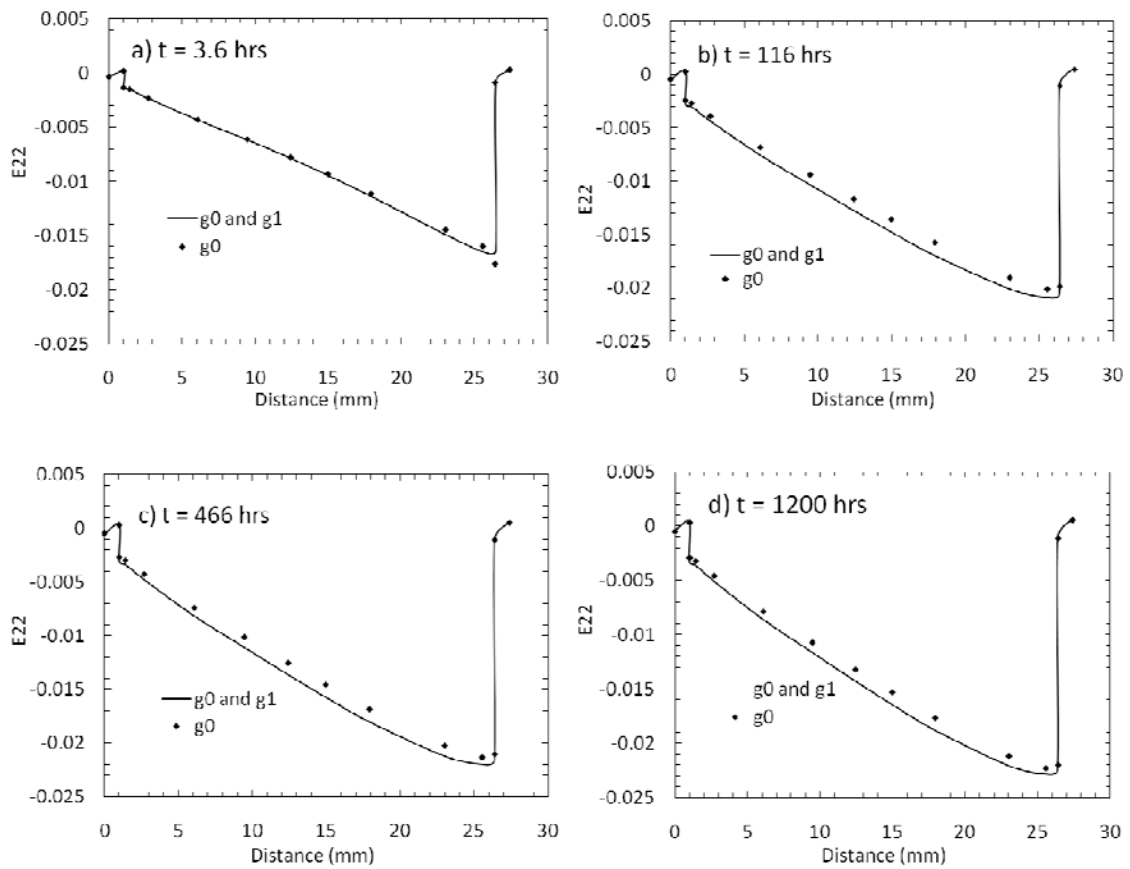 a) t = 3.6 hrs
0.005
0
-0.005
-0.01
-0.015
-0.02
-0.025
E22
g0 and g1
g0
0 5 10 15 20 25 30
Distance (mm)
b) t = 116 hrs
0.005
0
-0.005
-0.01
-0.015
-0.02
-0.025
E22
g0 and g1
g0
0 5 10 15 20 25 30
Distance (mm)
c) t = 466 hrs
0.005
0
-0.005
-0.01
-0.015
-0.02
-0.025
E22
g0 and g1
g0
0 5 10 15 20 25 30
Distance (mm)
d) t = 1200 hrs
0.005
0
-0.005
-0.01
-0.015
-0.02
-0.025
E22
g0 and g1
g0
0 5 10 15 20 25 30
Distance (mm)